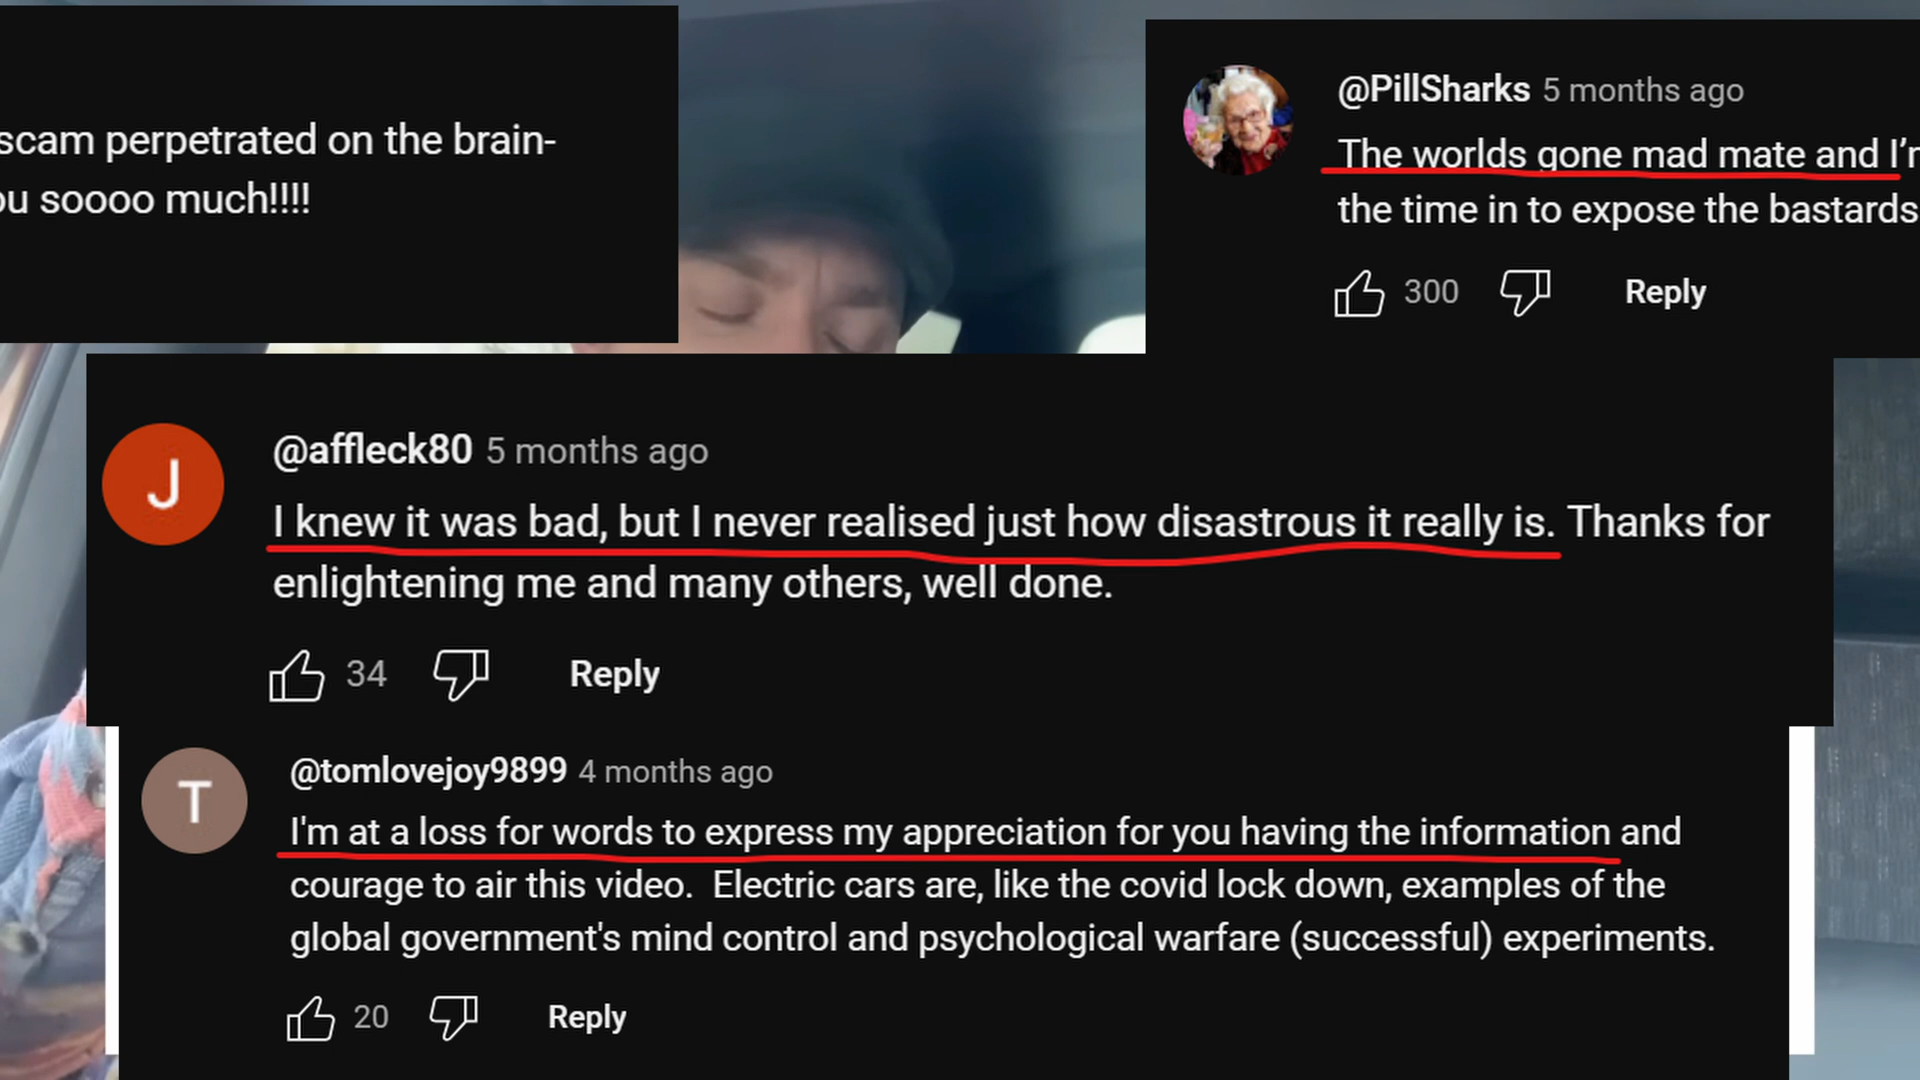 scam perpetrated on the brain-
ou soooo much!!!!
@PillSharks 5 months ago
The worlds gone mad mate and I'r
the time in to expose the bastards
300 Reply
J
@affleck80 5 months ago
I knew it was bad, but I never realised just how disastrous it really is. Thanks for
enlightening me and many others, well done.
34 Reply
T
@tomlovejoy9899 4 months ago
I'm at a loss for words to express my appreciation for you having the information and
courage to air this video. Electric cars are, like the covid lock down, examples of the
global government's mind control and psychological warfare (successful) experiments.
20 Reply